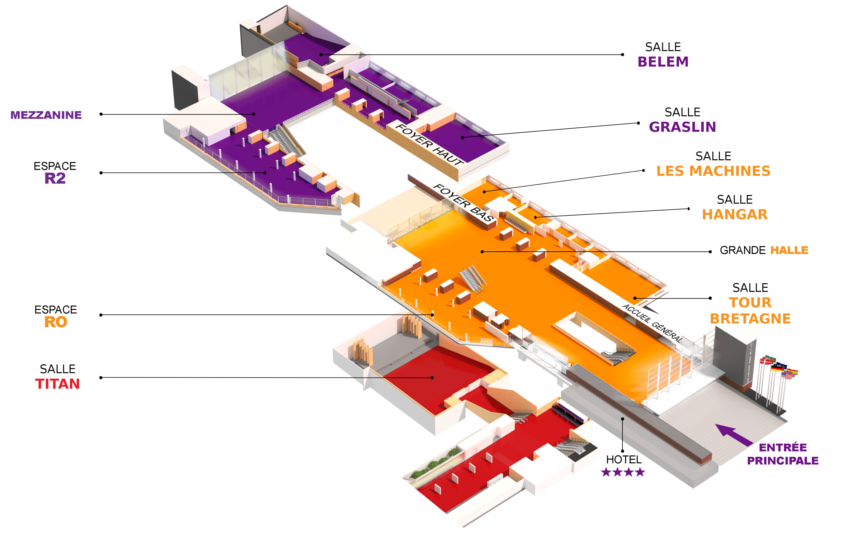 SALLE
BELEM
MEZZANINE
SALLE
GRASLIN
FOYER HAUT
ESPACE
R2
SALLE
LES MACHINES
FOYER BAS
SALLE
HANGAR
GRANDE HALLE
SALLE
TOUR
BRETAGNE
ESPACE
R0
ACCUEIL GÉNÉRAL
SALLE
TITAN
ENTRÉE
PRINCIPALE
HOTEL
★★★★